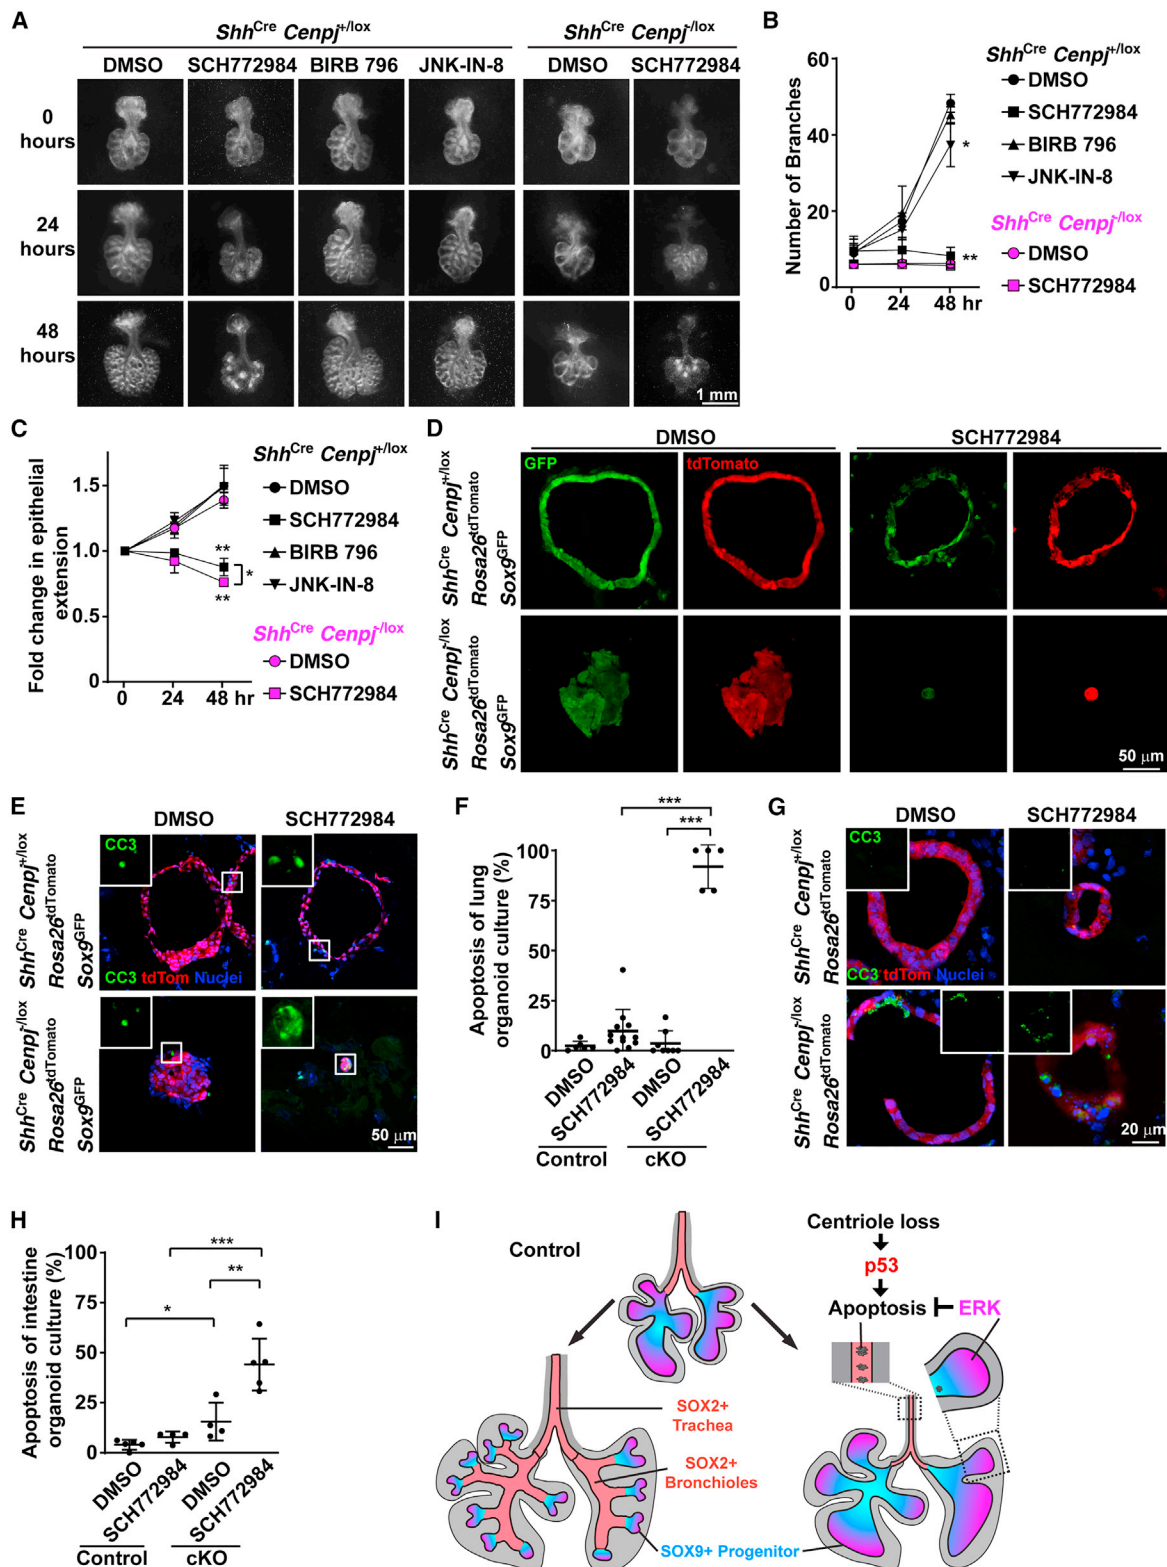 A
Shh^Cre Cenpj^+/lox
Shh^Cre Cenpj^-/lox
DMSO SCH772984 BIRB 796 JNK-IN-8 DMSO SCH772984
0
hours
24
hours
48
hours
1 mm
B
Number of Branches
60
40
20
0
0 24 48 hr
*
**
Shh^Cre Cenpj^+/lox
DMSO
SCH772984
BIRB 796
JNK-IN-8
Shh^Cre Cenpj^-/lox
DMSO
SCH772984
C
Fold change in epithelial
extension
1.5
1.0
0.5
0
0 24 48 hr
**
*
**
Shh^Cre Cenpj^+/lox
DMSO
SCH772984
BIRB 796
JNK-IN-8
Shh^Cre Cenpj^-/lox
DMSO
SCH772984
D
DMSO SCH772984
GFP tdTomato
Shh^Cre Cenpj^+/lox
Rosa26^tdTomato
Sox9^GFP
Shh^Cre Cenpj^-/lox
Rosa26^tdTomato
Sox9^GFP
50 μm
E
DMSO SCH772984
CC3
CC3 tdTom Nuclei
Shh^Cre Cenpj^+/lox
Rosa26^tdTomato
Sox9^GFP
Shh^Cre Cenpj^-/lox
Rosa26^tdTomato
Sox9^GFP
50 μm
F
Apoptosis of lung
organoid culture (%)
100
75
50
25
0
***
***
DMSO SCH772984 DMSO SCH772984
Control cKO
G
DMSO SCH772984
CC3
CC3 tdTom Nuclei
Shh^Cre Cenpj^+/lox
Rosa26^tdTomato
Shh^Cre Cenpj^-/lox
Rosa26^tdTomato
20 μm
H
Apoptosis of intestine
organoid culture (%)
100
75
50
25
0
***
**
*
DMSO SCH772984 DMSO SCH772984
Control cKO
I
Control
Centriole loss
p53
Apoptosis ERK
SOX2+
Trachea
SOX2+
Bronchioles
SOX9+ Progenitor